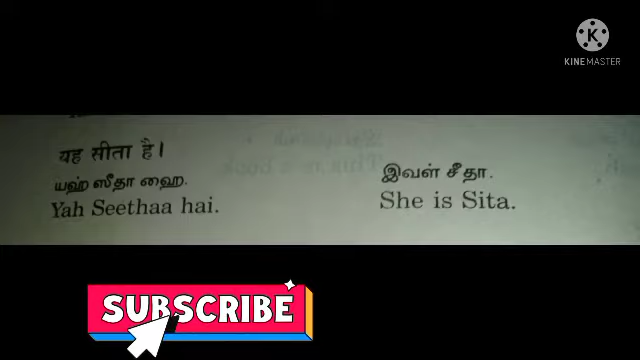 KINEMASTER
यह सीता है।
யஹ் ஸீதா ஹை.
Yah Seethaa hai.
இவள் சீதா.
She is Sita.
SUBSCRIBE